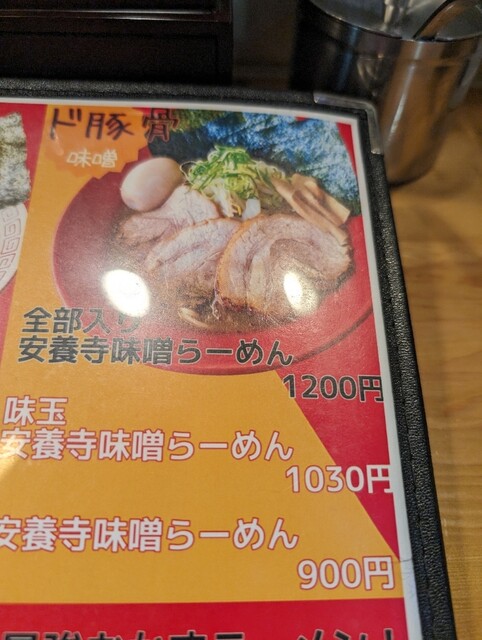 ド豚骨
味噌
全部入り
安養寺味噌らーめん
1200円
味玉
安養寺味噌らーめん
1030円
安養寺味噌らーめん
900円